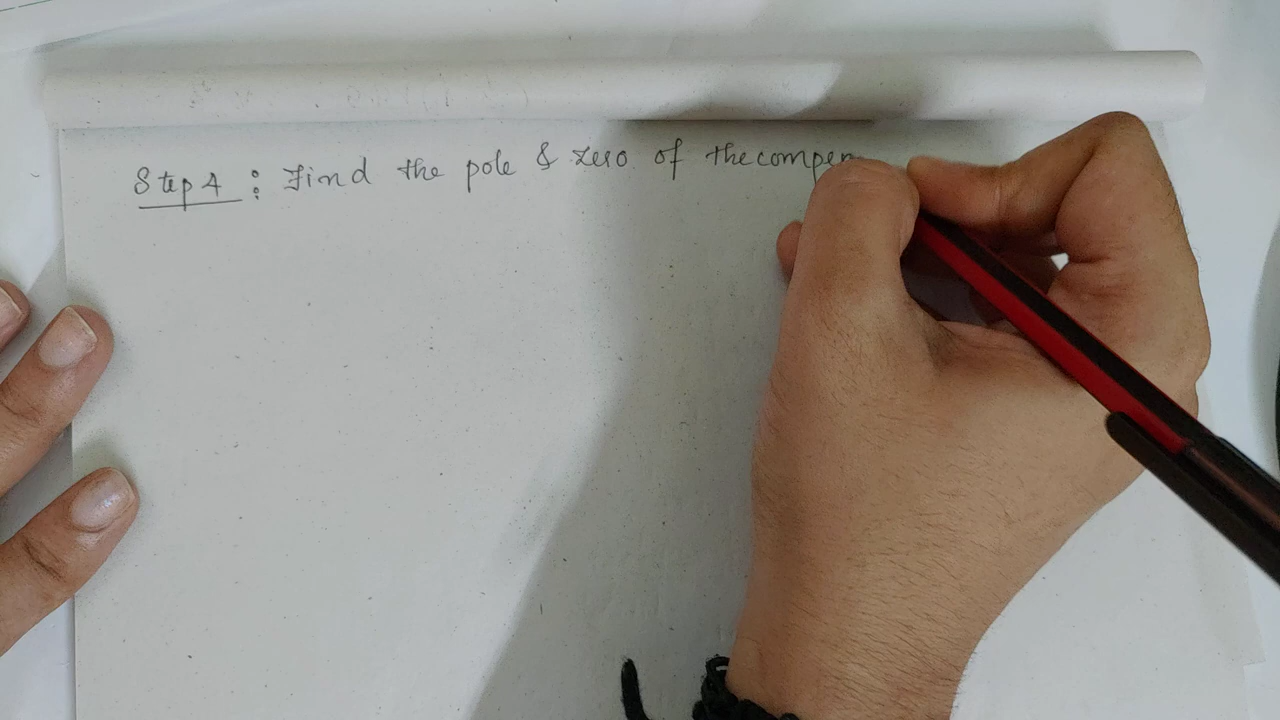 Step 4 : Find the pole & zero of the compen